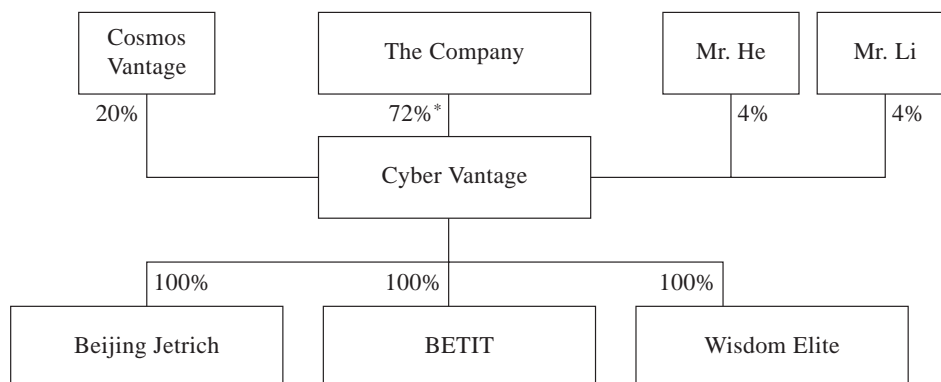 Cosmos
Vantage
The Company
Mr. He
Mr. Li
20%
72%*
4%
4%
Cyber Vantage
100%
100%
100%
Beijing Jetrich
BETIT
Wisdom Elite